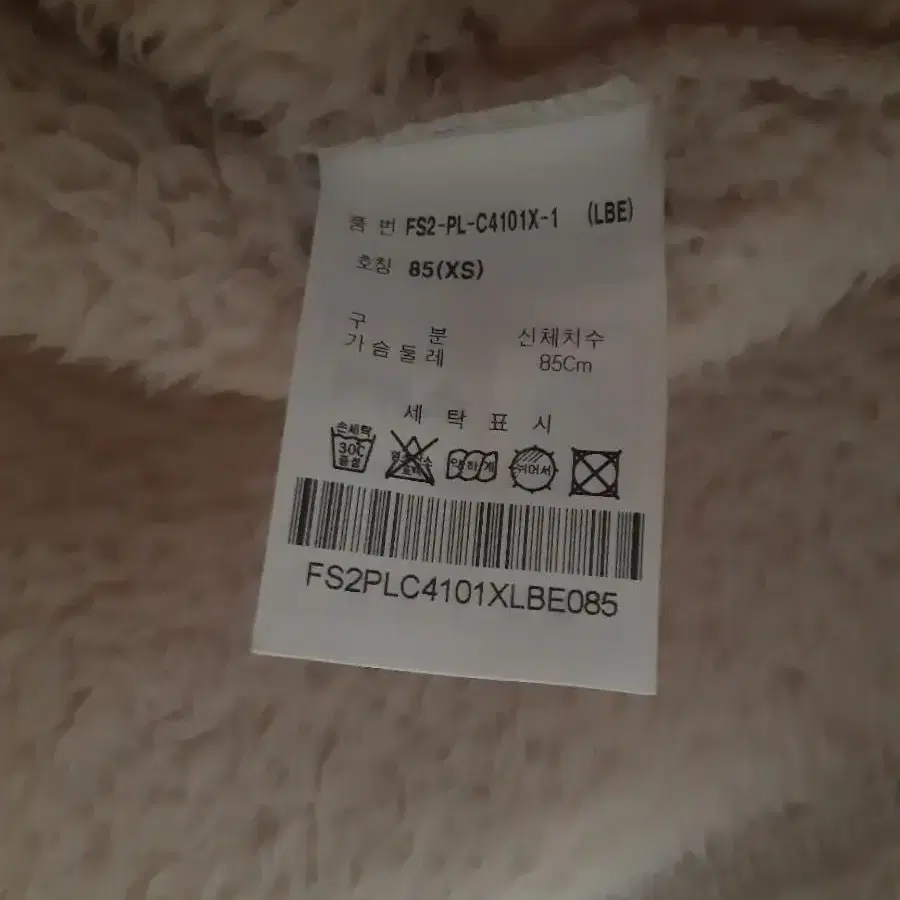 품 번 FS2-PL-C4101X-1 (LBE)
호칭 85(XS)
구 분 신체치수
가슴둘레 85Cm
세 탁 표 시
손세탁 30℃ 중성
약하게
뉘어서
FS2PLC4101XLBE085